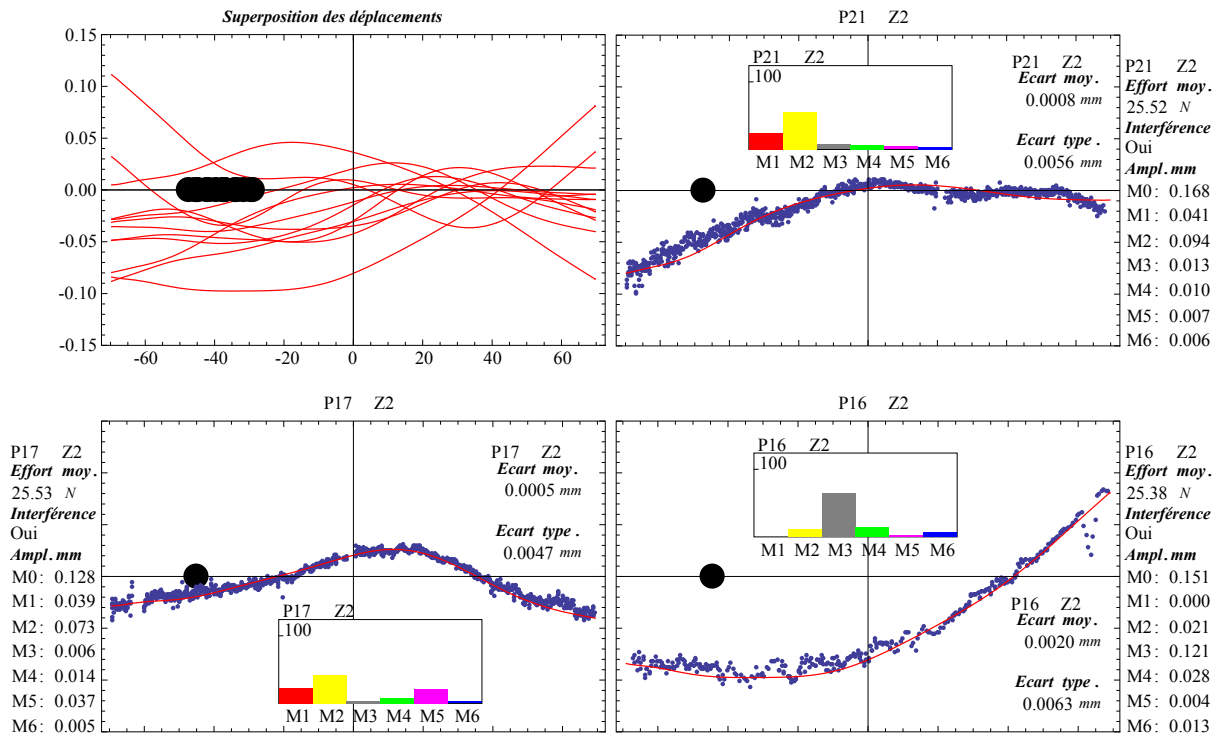 Superposition des déplacements
0.15
0.10
0.05
0.00
-0.05
-0.10
-0.15
-60
-40
-20
0
20
40
60
P21 Z2
P21 Z2
100
M1 M2 M3 M4 M5 M6
P21 Z2
Ecart moy.
0.0008 mm
Ecart type.
0.0056 mm
P21 Z2
Effort moy.
25.52 N
Interférence
Oui
Ampl.mm
M0: 0.168
M1: 0.041
M2: 0.094
M3: 0.013
M4: 0.010
M5: 0.007
M6: 0.006
P17 Z2
P17 Z2
Effort moy.
25.53 N
Interférence
Oui
Ampl.mm
M0: 0.128
M1: 0.039
M2: 0.073
M3: 0.006
M4: 0.014
M5: 0.037
M6: 0.005
P17 Z2
Ecart moy.
0.0005 mm
Ecart type.
0.0047 mm
P17 Z2
100
M1 M2 M3 M4 M5 M6
P16 Z2
P16 Z2
100
M1 M2 M3 M4 M5 M6
P16 Z2
Ecart moy.
0.0020 mm
Ecart type.
0.0063 mm
P16 Z2
Effort moy.
25.38 N
Interférence
Oui
Ampl.mm
M0: 0.151
M1: 0.000
M2: 0.021
M3: 0.121
M4: 0.028
M5: 0.004
M6: 0.013